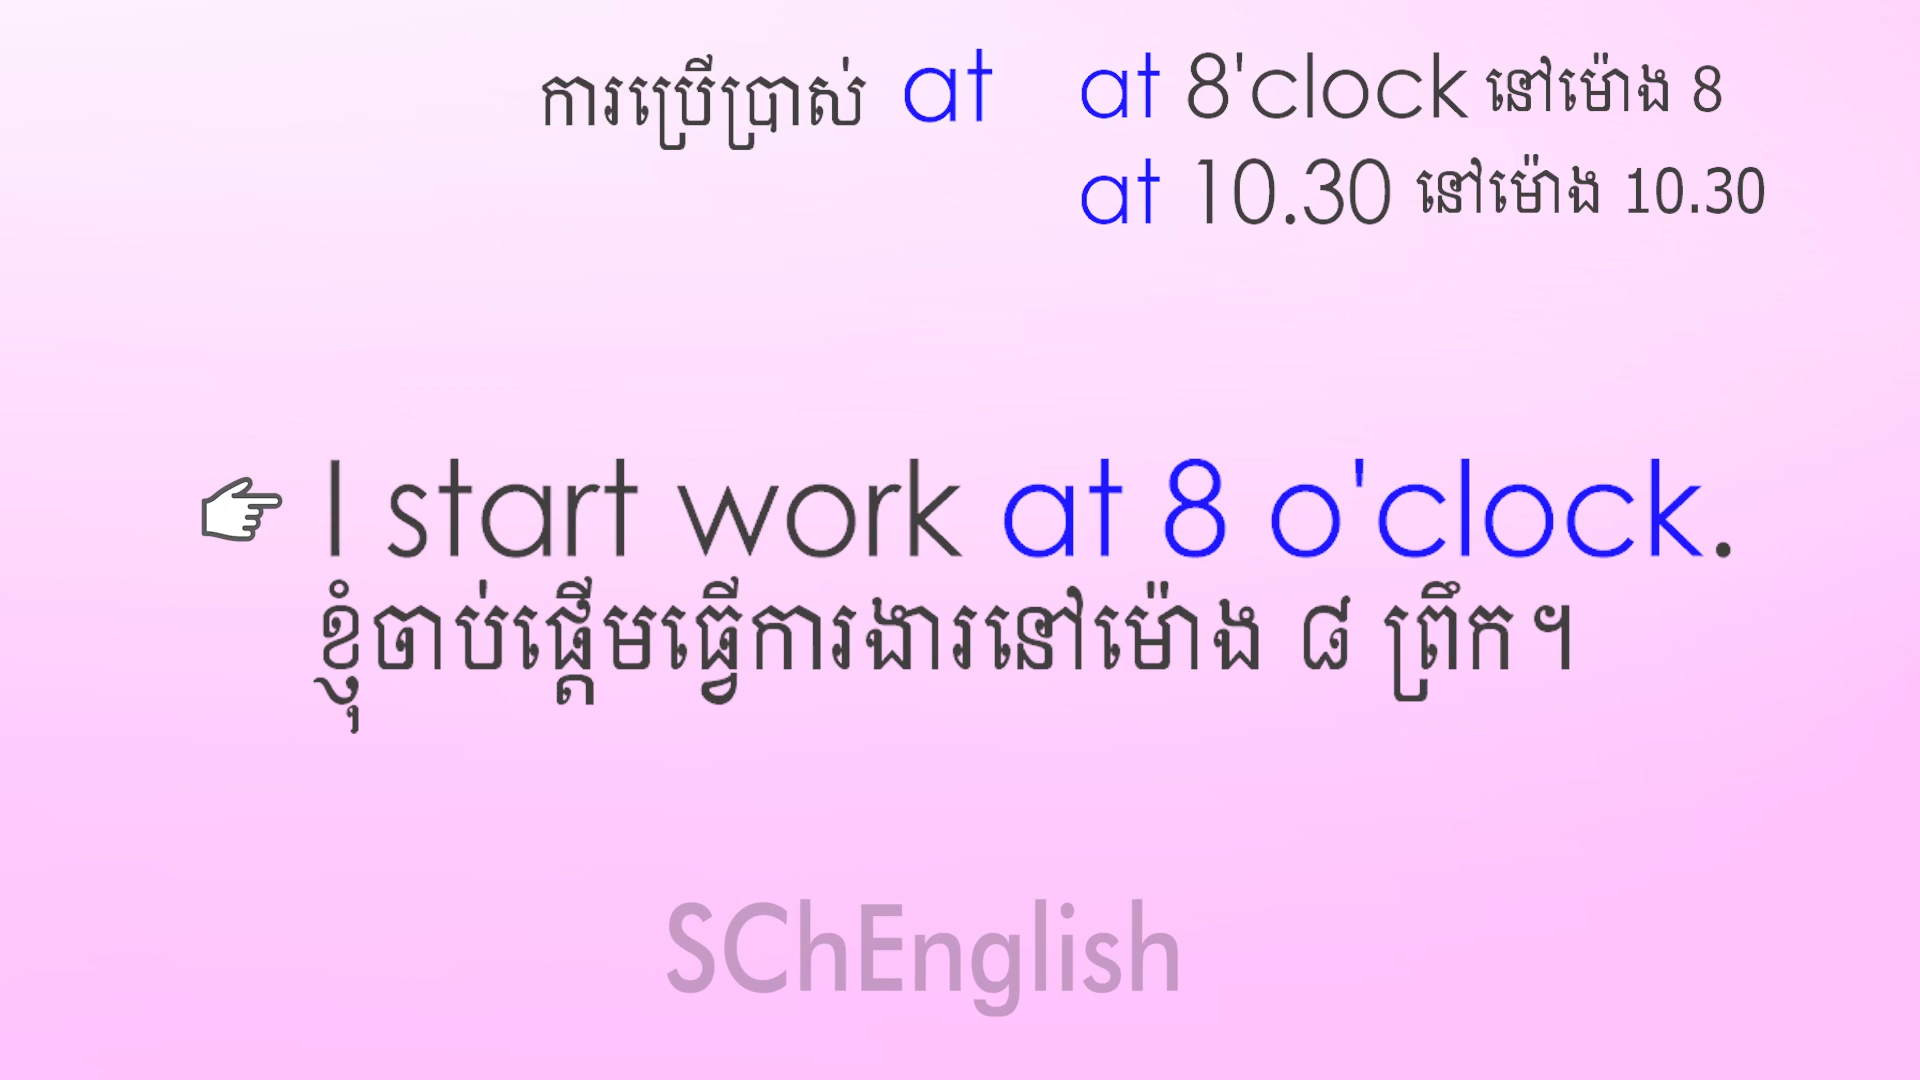 ការប្រើប្រាស់ at at 8'clock នៅម៉ោង 8
at 10.30 នៅម៉ោង 10.30
I start work at 8 o'clock.
ខ្ញុំចាប់ផ្ដើមធ្វើការងារនៅម៉ោង ៨ ព្រឹក។
SChEnglish